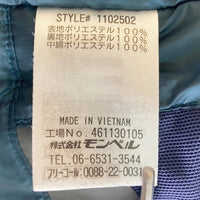 STYLE# 1102502
表地ポリエステル100%
裏地ポリエステル100%
中綿ポリエステル100%
MADE IN VIETNAM
工場No. 461130105
株式会社モンベル
TEL.06-6531-3544
フリーコール:0088-22-0031